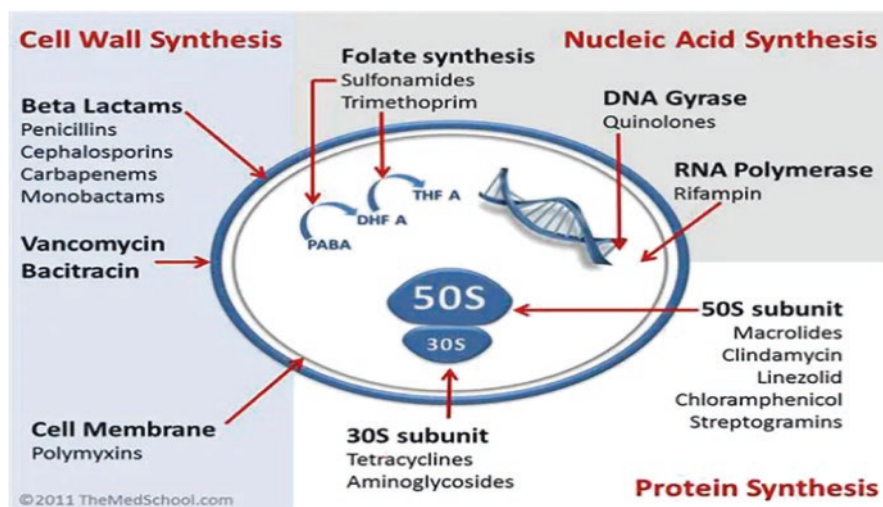 Cell Wall Synthesis
Nucleic Acid Synthesis
Folate synthesis
Sulfonamides
Trimethoprim
Beta Lactams
Penicillins
Cephalosporins
Carbapenems
Monobactams
DNA Gyrase
Quinolones
RNA Polymerase
Rifampin
PABA
DHF A
THF A
Vancomycin
Bacitracin
50S
30S
50S subunit
Macrolides
Clindamycin
Linezolid
Chloramphenicol
Streptogramins
Cell Membrane
Polymyxins
30S subunit
Tetracyclines
Aminoglycosides
Protein Synthesis
©2011 TheMedSchool.com